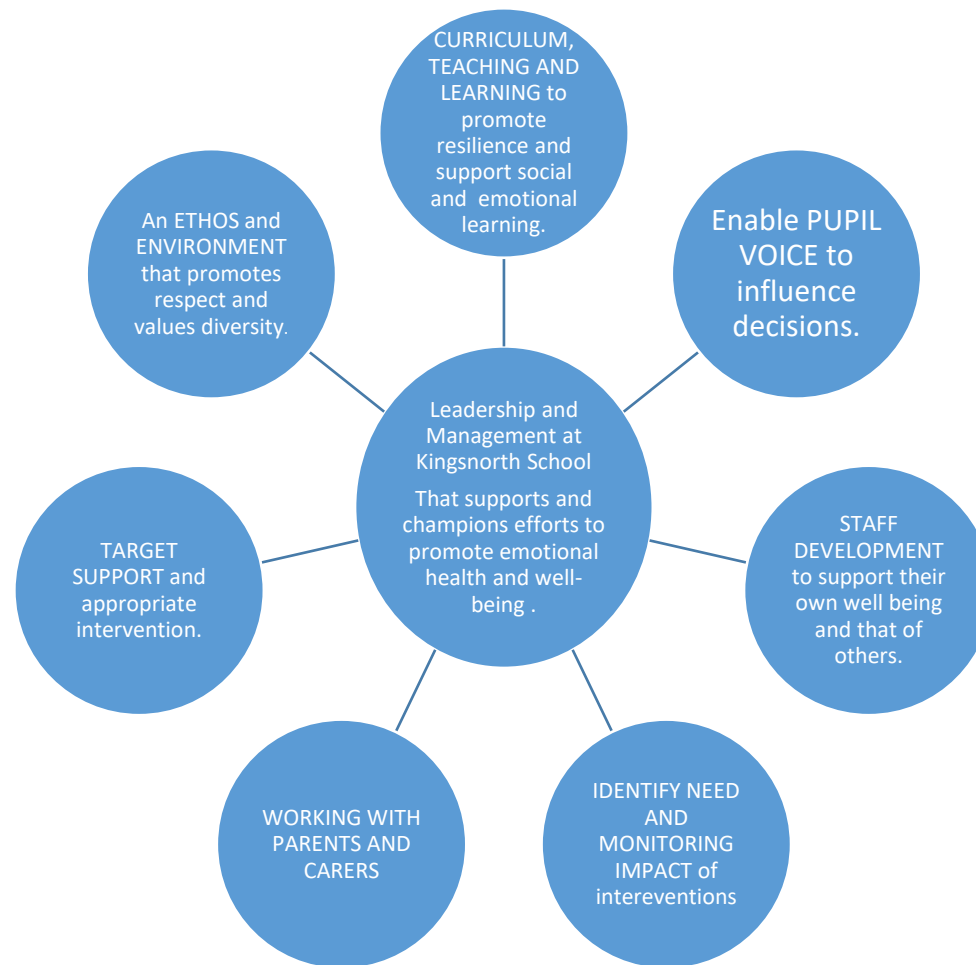 CURRICULUM,
TEACHING AND
LEARNING to
promote
resilience and
support social
and emotional
learning.
Enable PUPIL
VOICE to
influence
decisions.
STAFF
DEVELOPMENT
to support their
own well being
and that of
others.
IDENTIFY NEED
AND
MONITORING
IMPACT of
intereventions
WORKING WITH
PARENTS AND
CARERS
TARGET
SUPPORT and
appropriate
intervention.
An ETHOS and
ENVIRONMENT
that promotes
respect and
values diversity.
Leadership and
Management at
Kingsnorth School
That supports and
champions efforts to
promote emotional
health and well-
being .